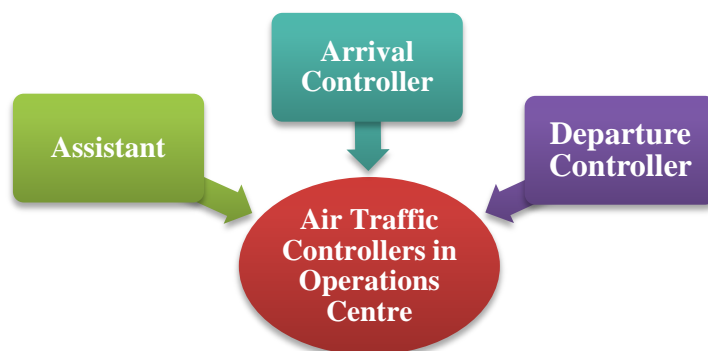 Arrival
Controller
Assistant
Departure
Controller
Air Traffic
Controllers in
Operations
Centre